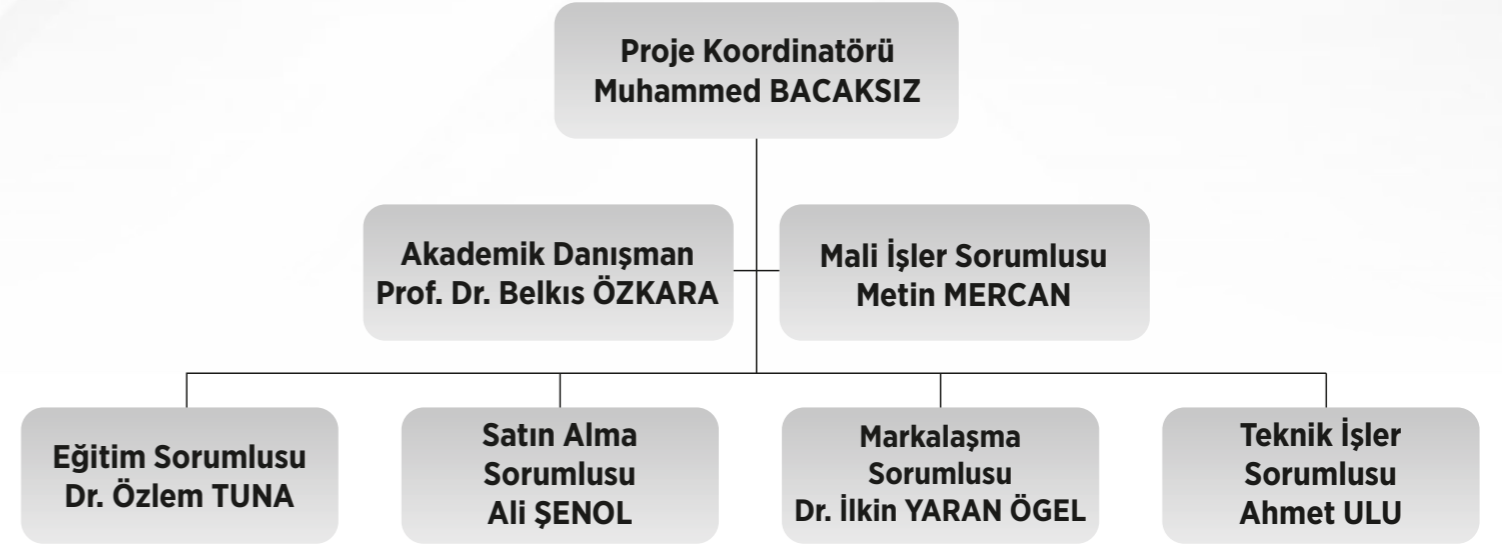 Proje Koordinatörü
Muhammed BACAKSIZ
Akademik Danışman
Prof. Dr. Belkıs ÖZKARA
Mali İşler Sorumlusu
Metin MERCAN
Eğitim Sorumlusu
Dr. Özlem TUNA
Satın Alma
Sorumlusu
Ali ŞENOL
Markalaşma
Sorumlusu
Dr. İlkin YARAN ÖGEL
Teknik İşler
Sorumlusu
Ahmet ULU